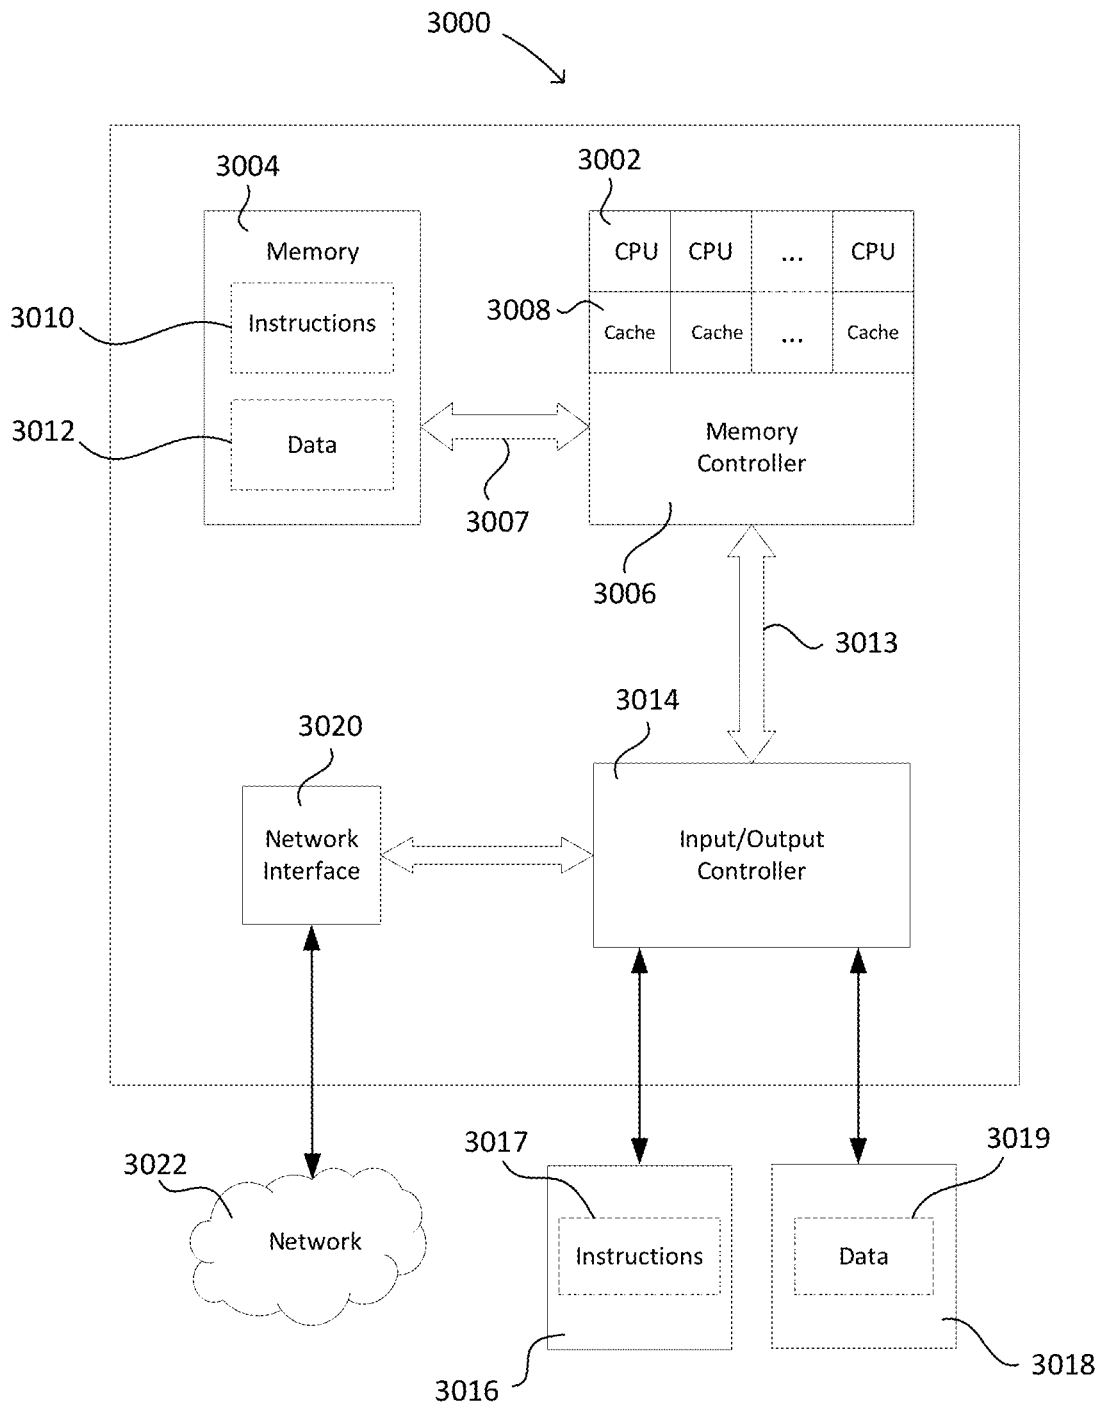 3000
3004
3002
Memory
CPU
CPU
...
CPU
3010
Instructions
3008
Cache
Cache
...
Cache
3012
Data
Memory
Controller
3007
3006
3013
3014
3020
Network
Interface
Input/Output
Controller
3017
3019
3022
Network
Instructions
Data
3016
3018